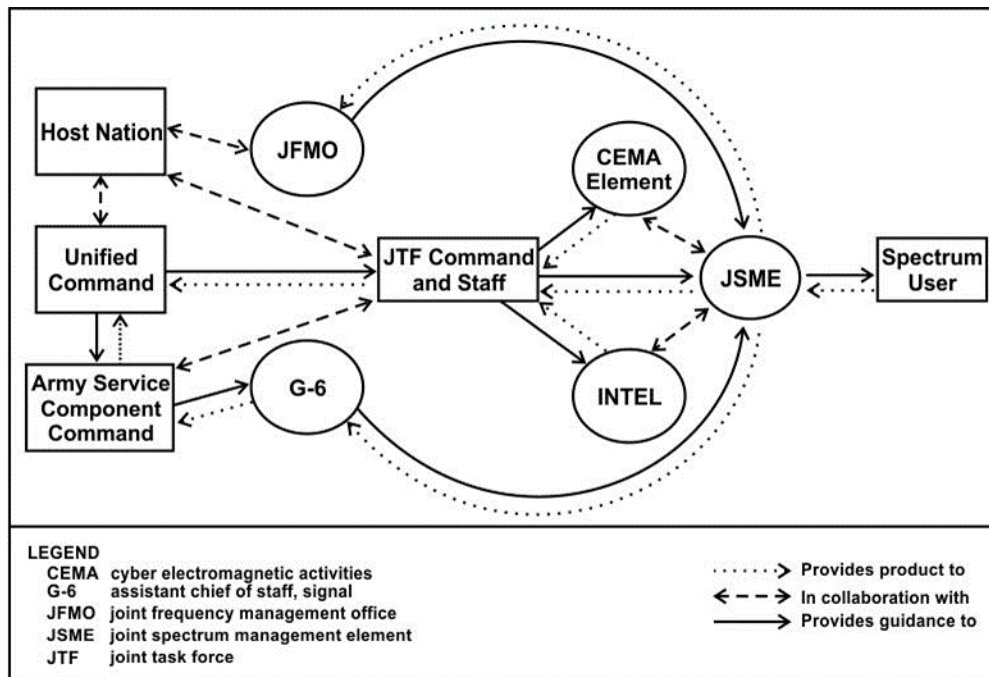 Host Nation
JFMO
CEMA
Element
Unified
Command
JTF Command
and Staff
JSME
Spectrum
User
Army Service
Component
Command
G-6
INTEL
LEGEND
CEMA cyber electromagnetic activities
G-6 assistant chief of staff, signal
JFMO joint frequency management office
JSME joint spectrum management element
JTF joint task force
Provides product to
In collaboration with
Provides guidance to